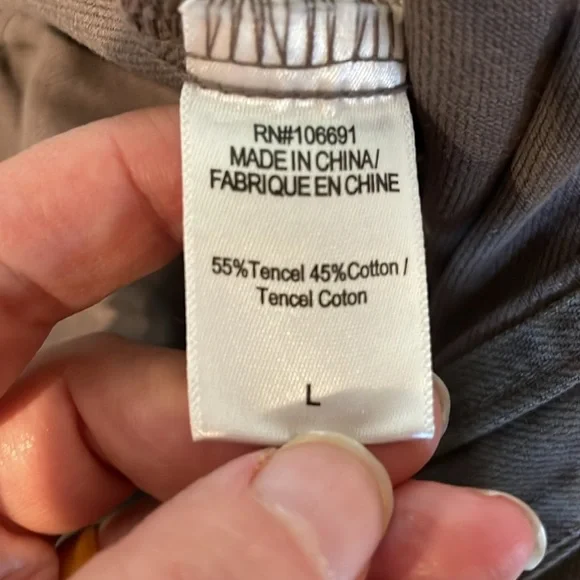 RN#106691
MADE IN CHINA/
FABRIQUE EN CHINE
55%Tencel 45%Cotton /
Tencel Coton
L